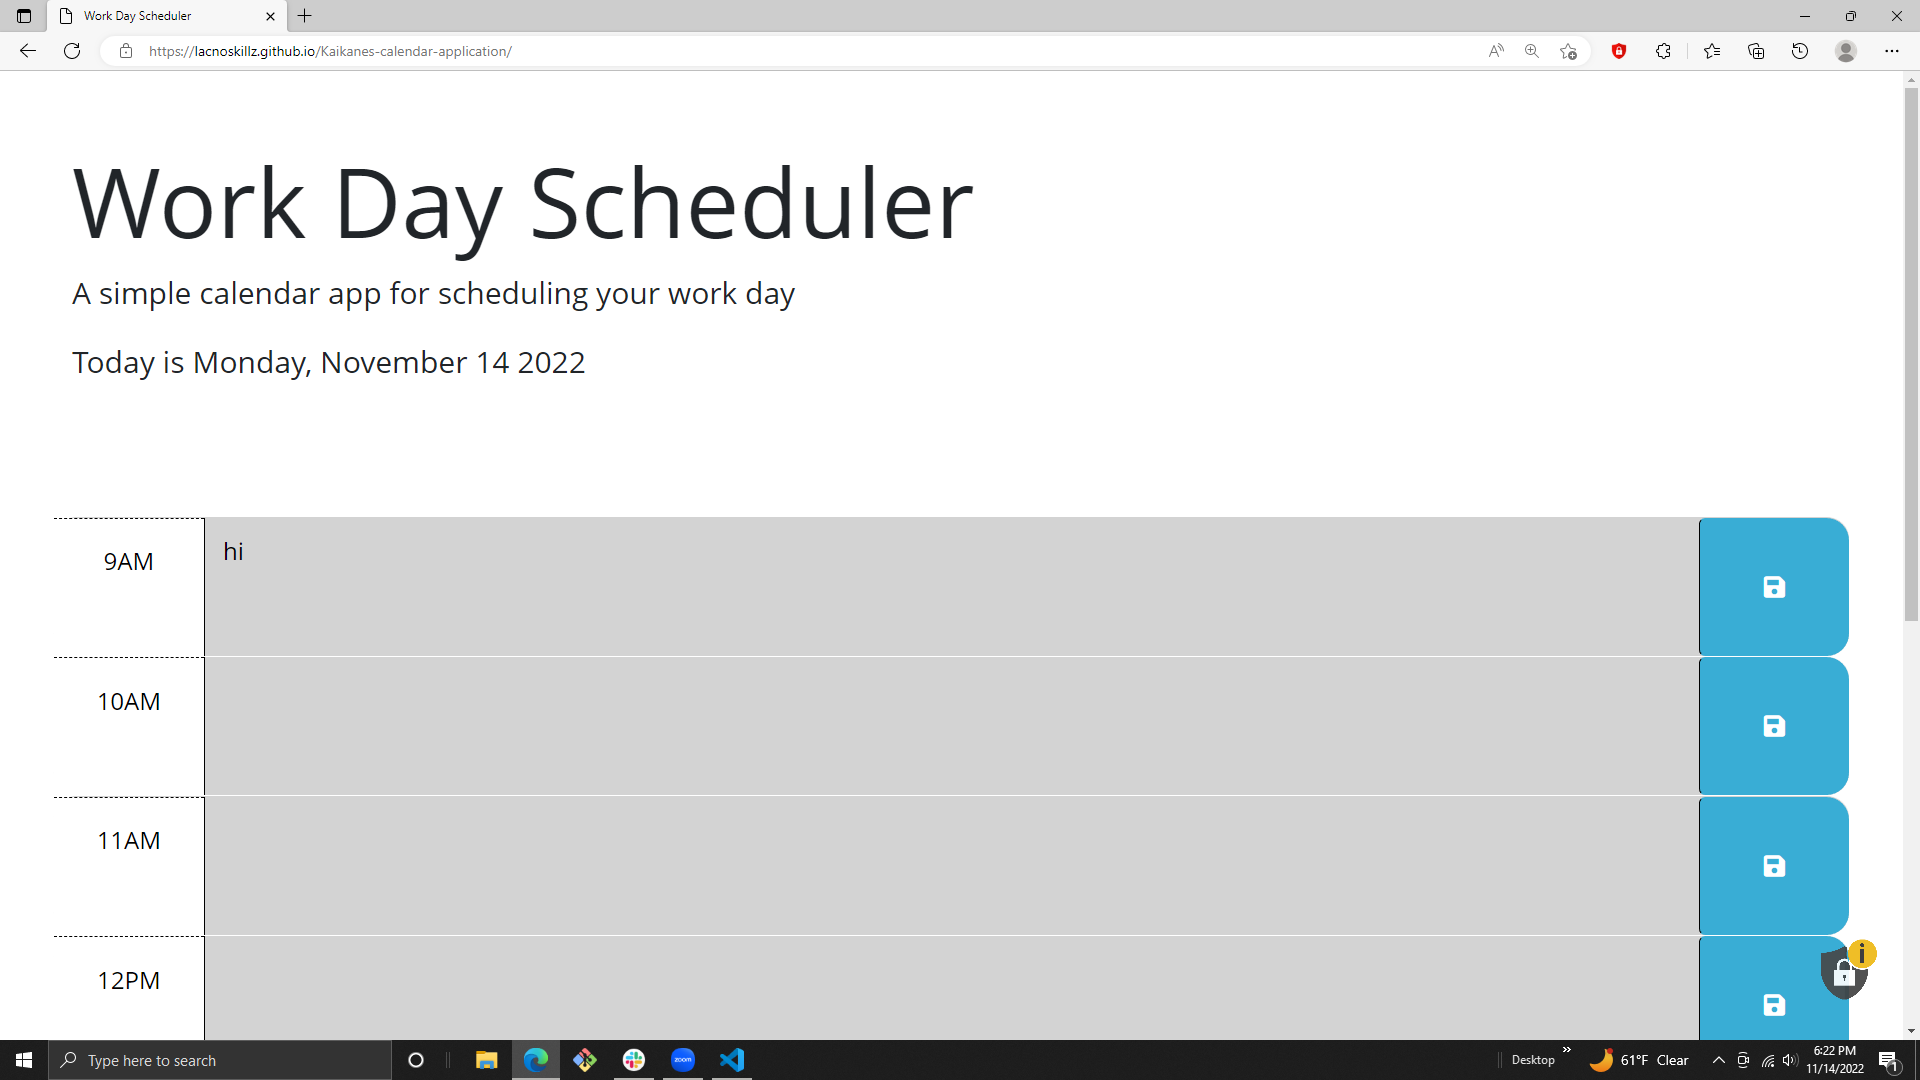 Work Day Scheduler
https://lacnoskillz.github.io/Kaikanes-calendar-application/
Work Day Scheduler
A simple calendar app for scheduling your work day
Today is Monday, November 14 2022
9AM
hi
10AM
11AM
12PM
i
Type here to search
zoom
Desktop
61°F Clear
6:22 PM
11/14/2022
1